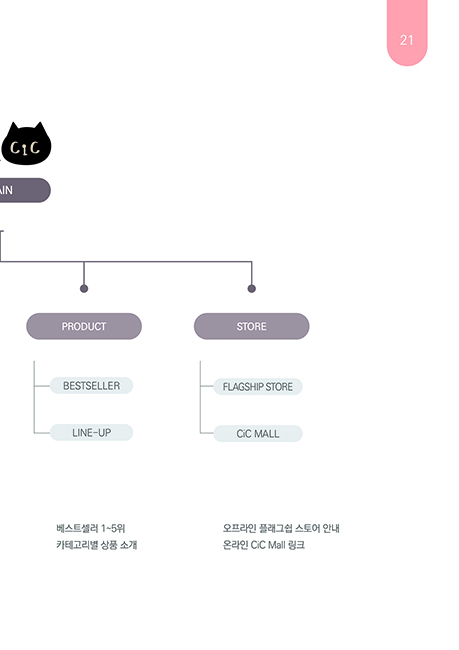 21
CiC
AIN
PRODUCT
STORE
BESTSELLER
FLAGSHIP STORE
LINE-UP
CiC MALL
베스트셀러 1~5위
카테고리별 상품 소개
오프라인 플래그쉽 스토어 안내
온라인 CiC Mall 링크